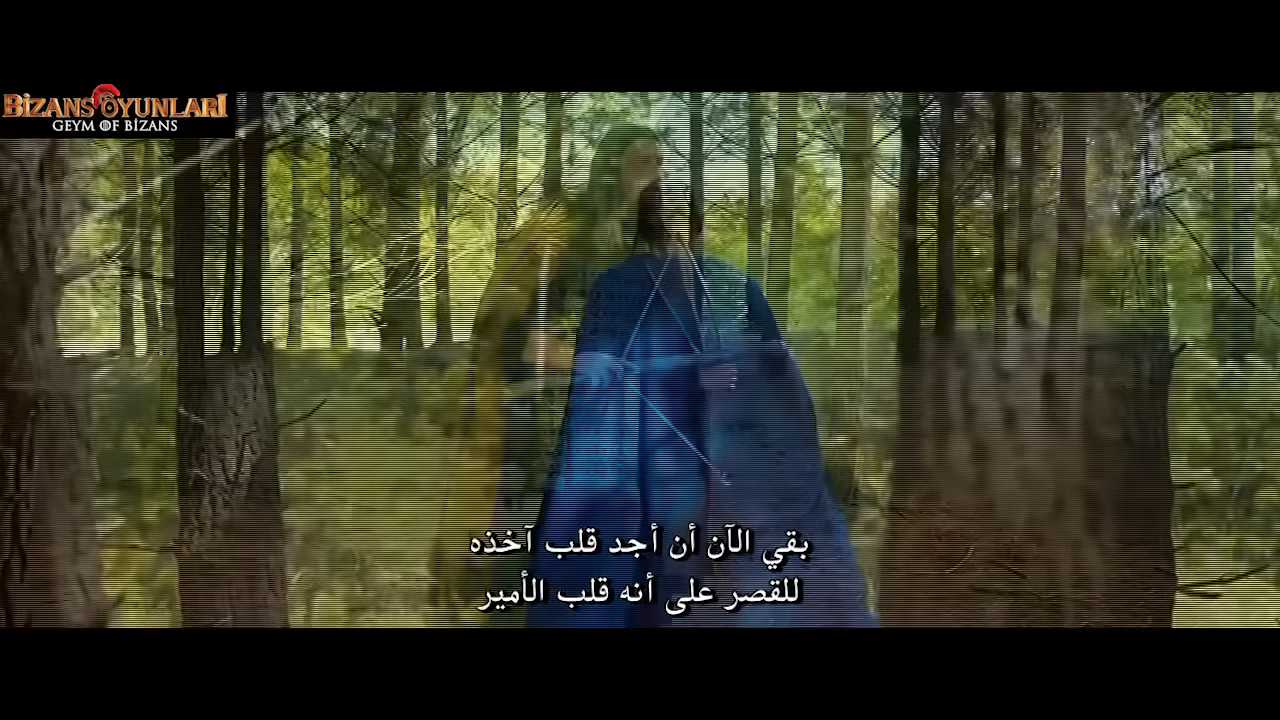 BİZANS OYUNLARI
GEYM OF BİZANS
بقي الآن أن أجد قلب آخذه
للقصر على أنه قلب الأمير